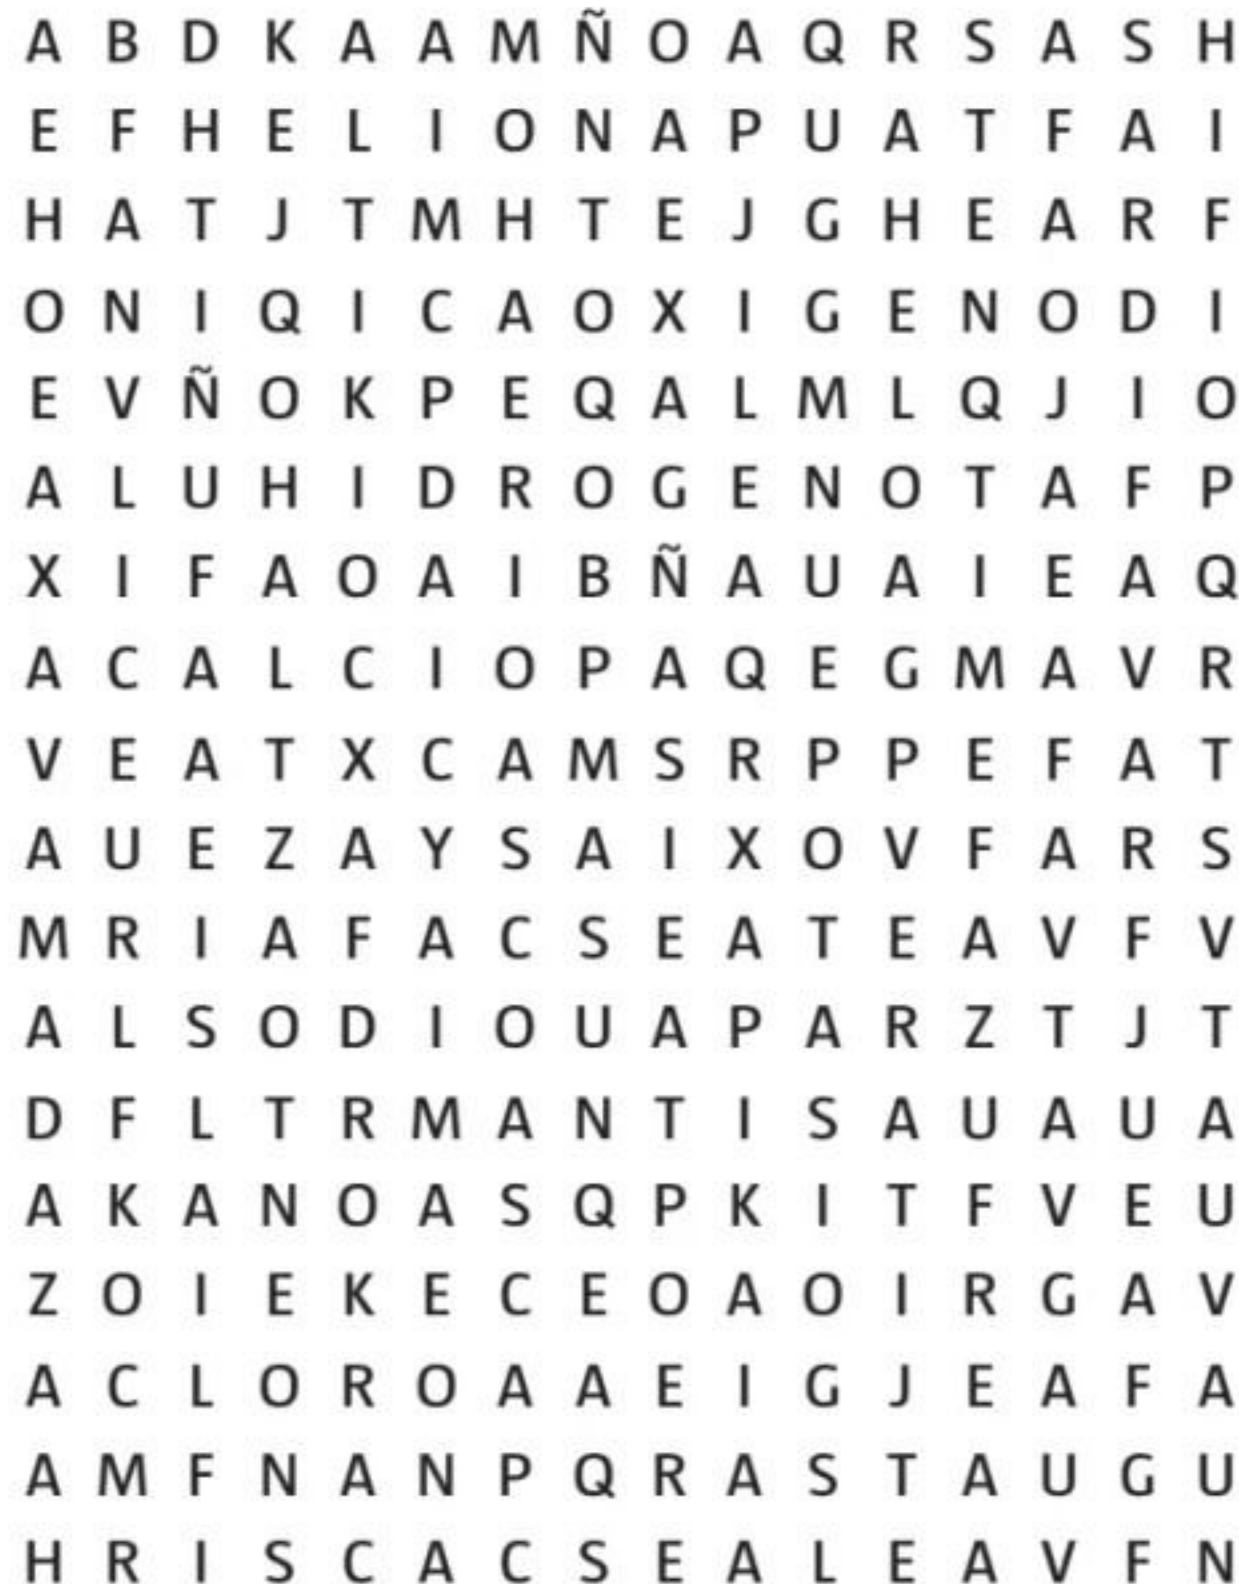 A B D K A A M Ñ O A Q R S A S H
E F H E L I O N A P U A T F A I
H A T J T M H T E J G H E A R F
O N I Q I C A O X I G E N O D I
E V Ñ O K P E Q A L M L Q J I O
A L U H I D R O G E N O T A F P
X I F A O A I B Ñ A U A I E A Q
A C A L C I O P A Q E G M A V R
V E A T X C A M S R P P E F A T
A U E Z A Y S A I X O V F A R S
M R I A F A C S E A T E A V F V
A L S O D I O U A P A R Z T J T
D F L T R M A N T I S A U A U A
A K A N O A S Q P K I T F V E U
Z O I E K E C E O A O I R G A V
A C L O R O A A E I G J E A F A
A M F N A N P Q R A S T A U G U
H R I S C A C S E A L E A V F N